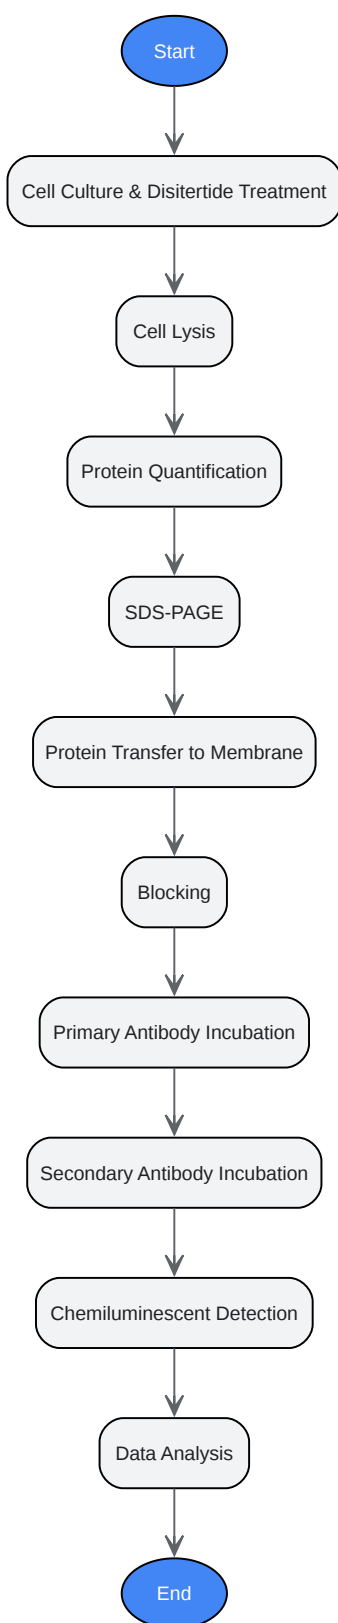 Start
Cell Culture & Disitertide Treatment
Cell Lysis
Protein Quantification
SDS-PAGE
Protein Transfer to Membrane
Blocking
Primary Antibody Incubation
Secondary Antibody Incubation
Chemiluminescent Detection
Data Analysis
End